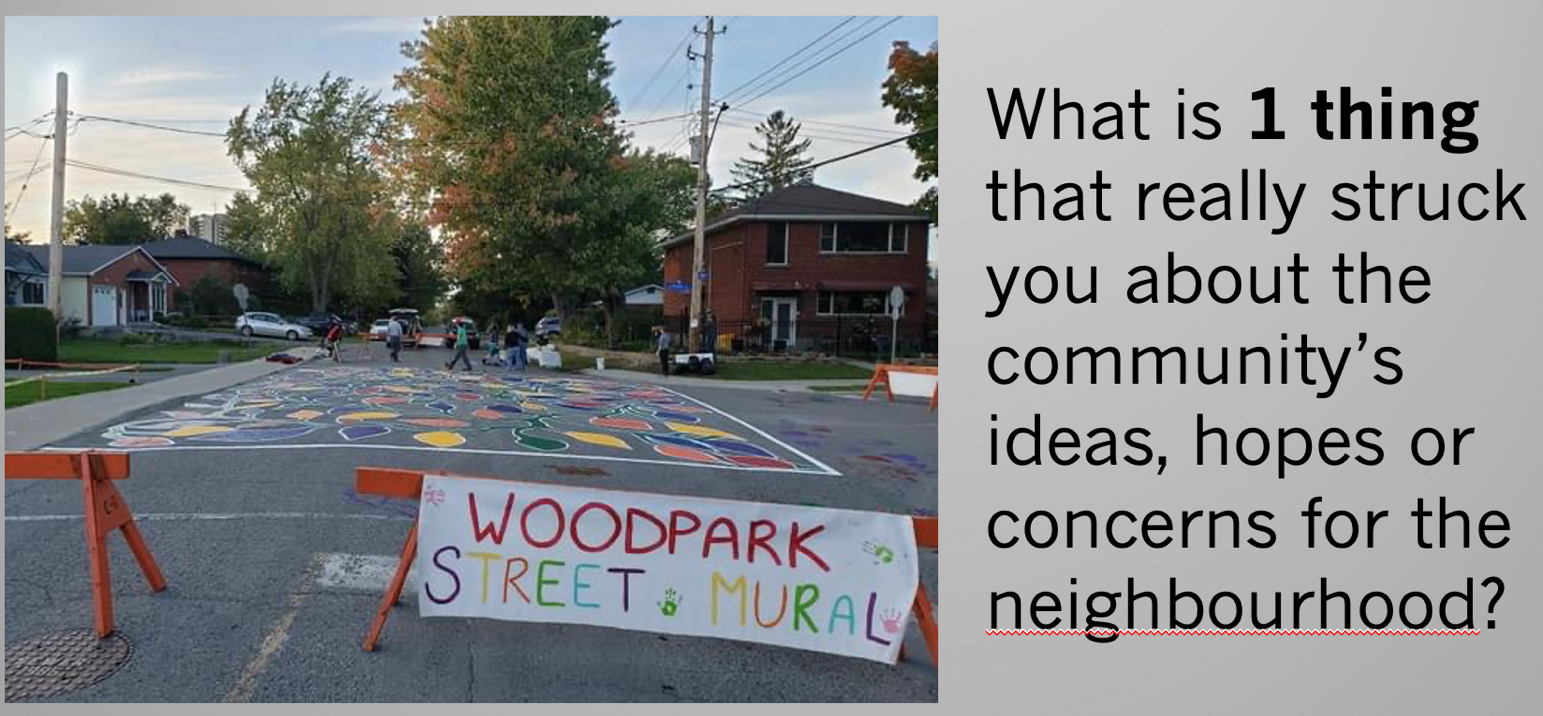 WOODPARK
STREET MURAL
What is 1 thing
that really struck
you about the
community’s
ideas, hopes or
concerns for the
neighbourhood?